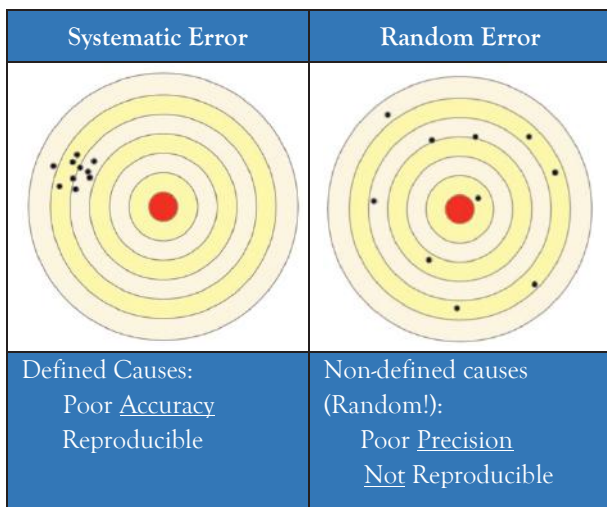 Systematic Error
Random Error
Defined Causes:
Poor Accuracy
Reproducible
Non-defined causes
(Random!):
Poor Precision
Not Reproducible